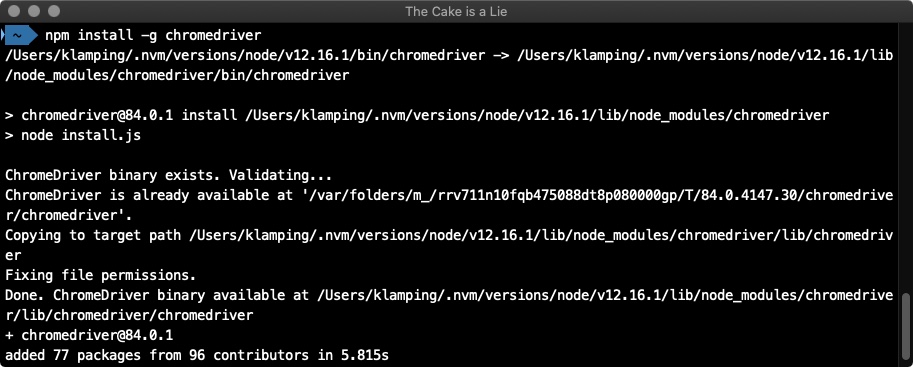 The Cake is a Lie
~ npm install -g chromedriver
/Users/klamping/.nvm/versions/node/v12.16.1/bin/chromedriver -> /Users/klamping/.nvm/versions/node/v12.16.1/lib
/node_modules/chromedriver/bin/chromedriver
> chromedriver@84.0.1 install /Users/klamping/.nvm/versions/node/v12.16.1/lib/node_modules/chromedriver
> node install.js
ChromeDriver binary exists. Validating...
ChromeDriver is already available at '/var/folders/m_/rrv711n10fqb475088dt8p080000gp/T/84.0.4147.30/chromedrive
r/chromedriver'.
Copying to target path /Users/klamping/.nvm/versions/node/v12.16.1/lib/node_modules/chromedriver/lib/chromedriv
er
Fixing file permissions.
Done. ChromeDriver binary available at /Users/klamping/.nvm/versions/node/v12.16.1/lib/node_modules/chromedrive
r/lib/chromedriver/chromedriver
+ chromedriver@84.0.1
added 77 packages from 96 contributors in 5.815s